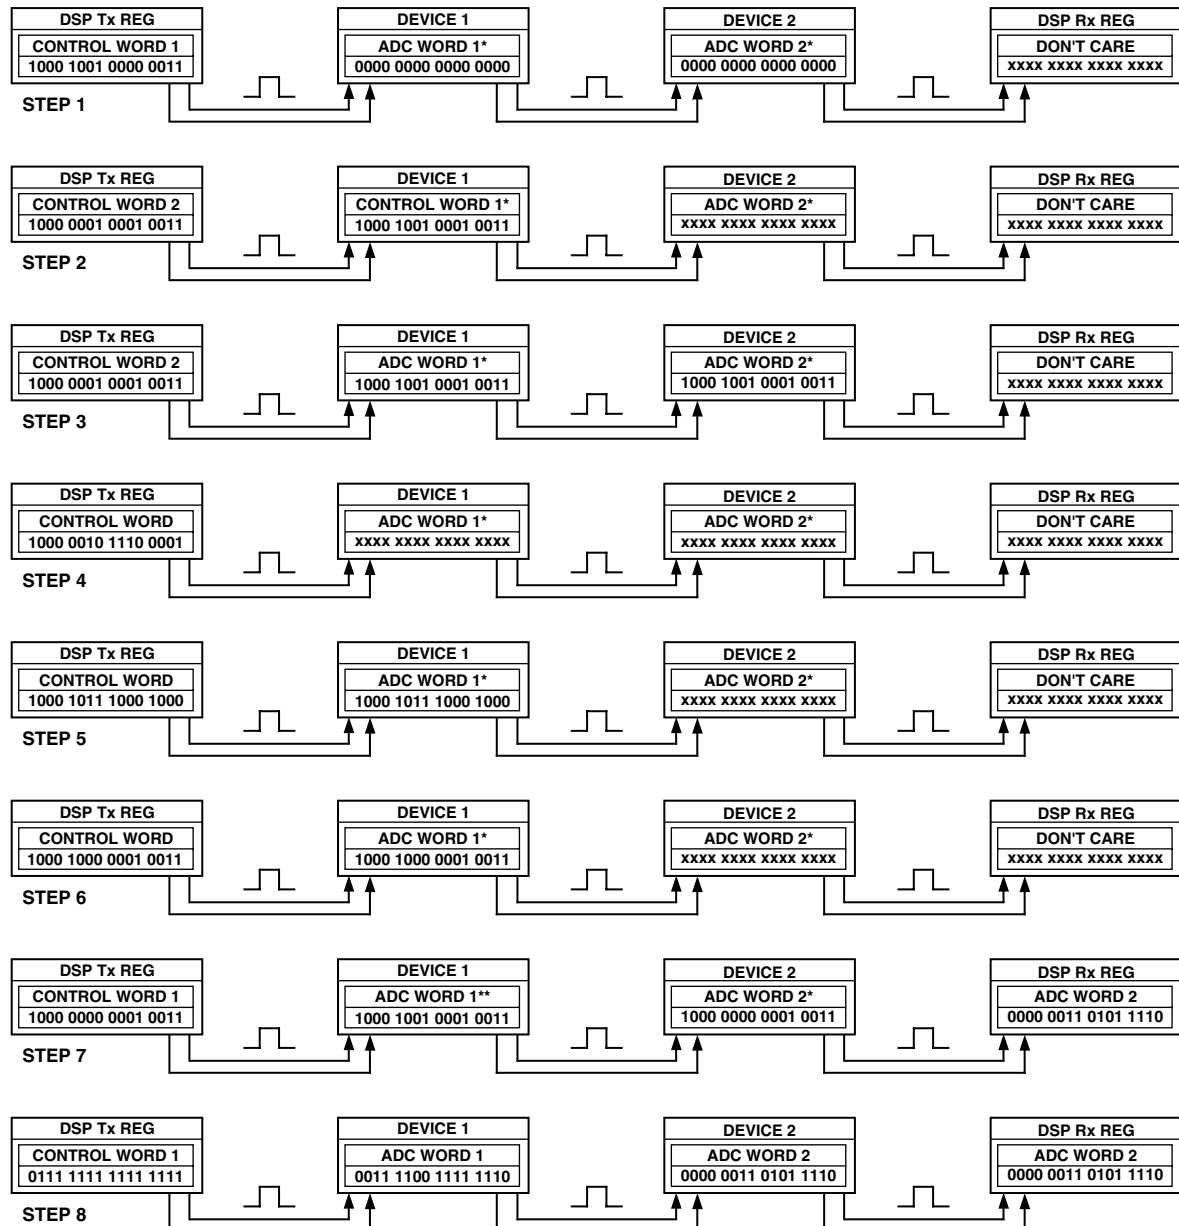 DSP Tx REG
CONTROL WORD 1
1000 1001 0000 0011
DEVICE 1
ADC WORD 1*
0000 0000 0000 0000
DEVICE 2
ADC WORD 2*
0000 0000 0000 0000
DSP Rx REG
DON'T CARE
xxxx xxxx xxxx xxxx
STEP 1
DSP Tx REG
CONTROL WORD 2
1000 0001 0001 0011
DEVICE 1
CONTROL WORD 1*
1000 1001 0001 0011
DEVICE 2
ADC WORD 2*
xxxx xxxx xxxx xxxx
DSP Rx REG
DON'T CARE
xxxx xxxx xxxx xxxx
STEP 2
DSP Tx REG
CONTROL WORD 2
1000 0001 0001 0011
DEVICE 1
ADC WORD 1*
1000 1001 0001 0011
DEVICE 2
ADC WORD 2*
1000 1001 0001 0011
DSP Rx REG
DON'T CARE
xxxx xxxx xxxx xxxx
STEP 3
DSP Tx REG
CONTROL WORD
1000 0010 1110 0001
DEVICE 1
ADC WORD 1*
xxxx xxxx xxxx xxxx
DEVICE 2
ADC WORD 2*
xxxx xxxx xxxx xxxx
DSP Rx REG
DON'T CARE
xxxx xxxx xxxx xxxx
STEP 4
DSP Tx REG
CONTROL WORD
1000 1011 1000 1000
DEVICE 1
ADC WORD 1*
1000 1011 1000 1000
DEVICE 2
ADC WORD 2*
xxxx xxxx xxxx xxxx
DSP Rx REG
DON'T CARE
xxxx xxxx xxxx xxxx
STEP 5
DSP Tx REG
CONTROL WORD
1000 1000 0001 0011
DEVICE 1
ADC WORD 1*
1000 1000 0001 0011
DEVICE 2
ADC WORD 2*
xxxx xxxx xxxx xxxx
DSP Rx REG
DON'T CARE
xxxx xxxx xxxx xxxx
STEP 6
DSP Tx REG
CONTROL WORD 1
1000 0000 0001 0011
DEVICE 1
ADC WORD 1**
1000 1001 0001 0011
DEVICE 2
ADC WORD 2*
1000 0000 0001 0011
DSP Rx REG
ADC WORD 2
0000 0011 0101 1110
STEP 7
DSP Tx REG
CONTROL WORD 1
0111 1111 1111 1111
DEVICE 1
ADC WORD 1
0011 1100 1111 1110
DEVICE 2
ADC WORD 2
0000 0011 0101 1110
DSP Rx REG
ADC WORD 2
0000 0011 0101 1110
STEP 8